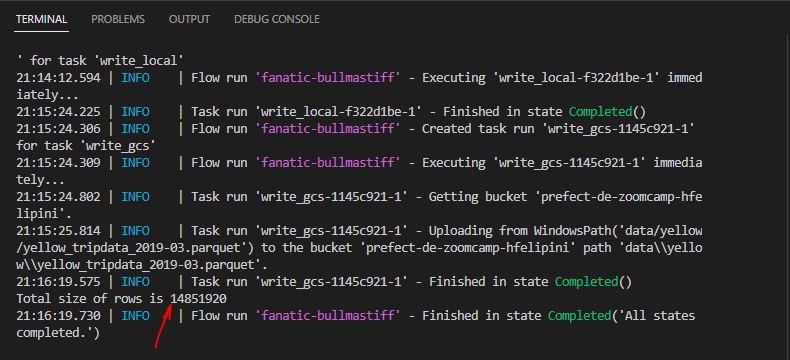 TERMINAL PROBLEMS OUTPUT DEBUG CONSOLE
' for task 'write_local'
21:14:12.594 | INFO    | Flow run 'fanatic-bullmastiff' - Executing 'write_local-f322d1be-1' immed
iately...
21:15:24.225 | INFO    | Task run 'write_local-f322d1be-1' - Finished in state Completed()
21:15:24.306 | INFO    | Flow run 'fanatic-bullmastiff' - Created task run 'write_gcs-1145c921-1'
for task 'write_gcs'
21:15:24.309 | INFO    | Flow run 'fanatic-bullmastiff' - Executing 'write_gcs-1145c921-1' immedia
tely...
21:15:24.802 | INFO    | Task run 'write_gcs-1145c921-1' - Getting bucket 'prefect-de-zoomcamp-hfe
lipini'.
21:15:25.814 | INFO    | Task run 'write_gcs-1145c921-1' - Uploading from WindowsPath('data/yellow
/yellow_tripdata_2019-03.parquet') to the bucket 'prefect-de-zoomcamp-hfelipini' path 'data\\yello
w\\yellow_tripdata_2019-03.parquet'.
21:16:19.575 | INFO    | Task run 'write_gcs-1145c921-1' - Finished in state Completed()
Total size of rows is 14851920
21:16:19.730 | INFO    | Flow run 'fanatic-bullmastiff' - Finished in state Completed('All states
completed.')